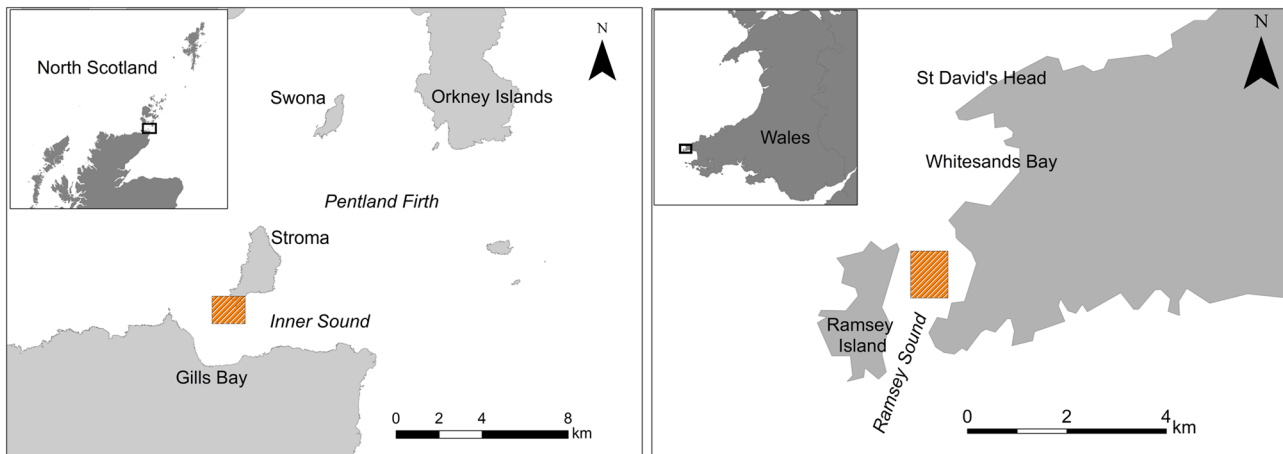 North Scotland
N
Swona
Orkney Islands
Pentland Firth
Stroma
Inner Sound
Gills Bay
0 2 4 8
km
N
St David's Head
Wales
Whitesands Bay
Ramsey
Island
Ramsey Sound
0 2 4
km